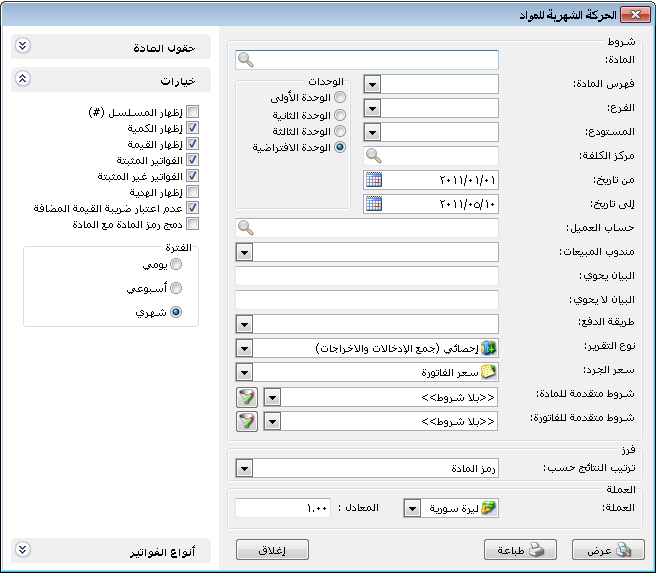 الحركة الشهرية للمواد
شروط
المادة:
فهرس المادة:
الفرع:
المستودع:
مركز الكلفة:
من تاريخ: ٢٠١١/٠١/٠١
إلى تاريخ: ٢٠١١/٠٥/١٠
الوحدات
الوحدة الأولى
الوحدة الثانية
الوحدة الثالثة
الوحدة الافتراضية
حساب العميل:
مندوب المبيعات:
البيان يحوي:
البيان لا يحوي:
طريقة الدفع:
نوع التقرير: إحصائي (جمع الإدخالات والاخراجات)
سعر الجرد: سعر الفاتورة
شروط متقدمة للمادة: <<بلا شروط>>
شروط متقدمة للفاتورة: <<بلا شروط>>
فرز
ترتيب النتائج حسب: رمز المادة
العملة
العملة: ليرة سورية المعادل : ١.٠٠
عرض طباعة إغلاق
حقول المادة
خيارات
إظهار المسلسل (#)
إظهار الكمية
إظهار القيمة
الفواتير المثبتة
الفواتير غير المثبتة
إظهار الهدية
عدم اعتبار ضريبة القيمة المضافة
دمج رمز المادة مع المادة
الفترة
يومي
أسبوعي
شهري
أنواع الفواتير